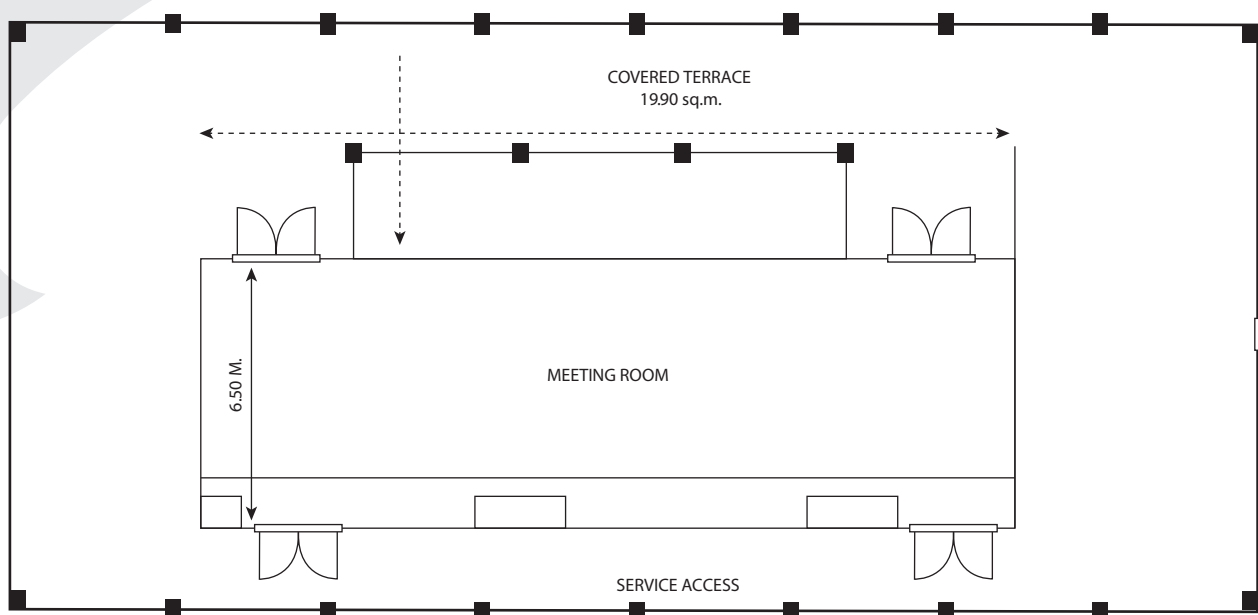 COVERED TERRACE
19.90 sq.m.
6.50 M.
MEETING ROOM
SERVICE ACCESS